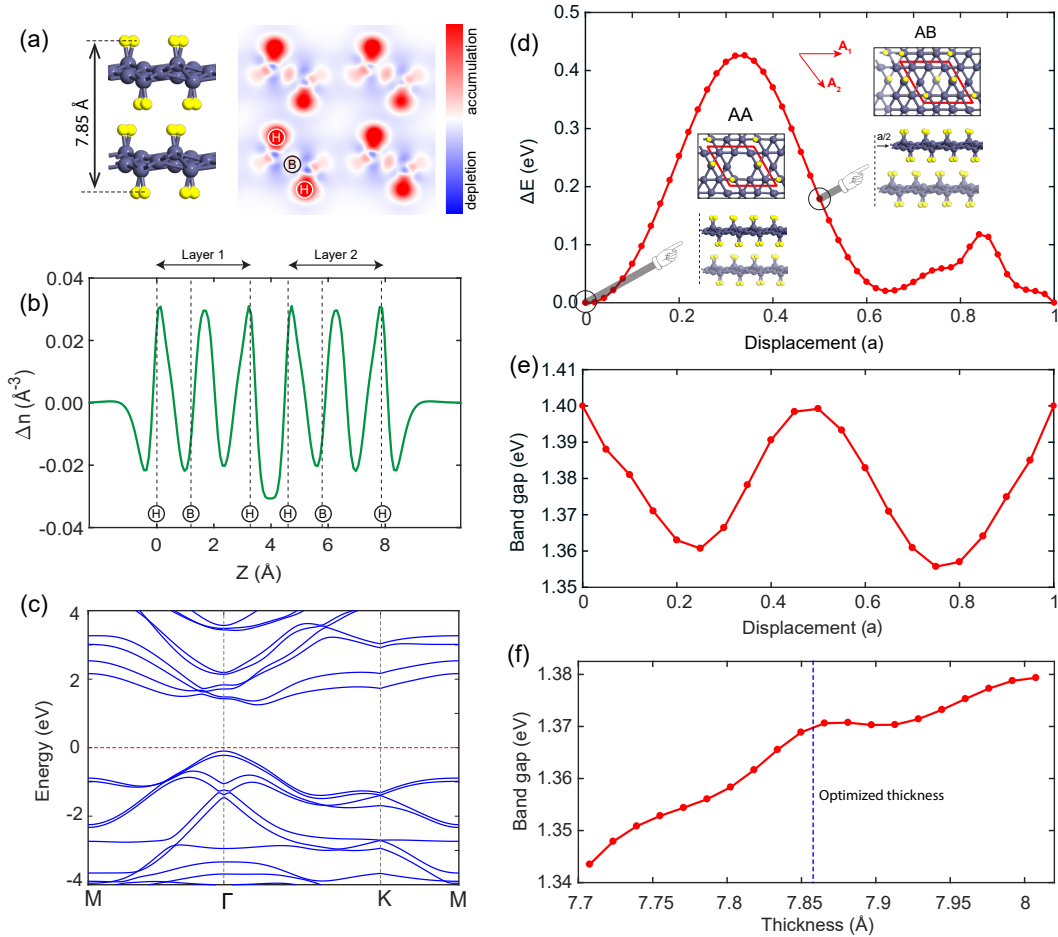 (a)
7.85 Å
H
B
H
accumulation
depletion
(b)
Layer 1
Layer 2
0.04
0.02
0.00
-0.02
-0.04
Δn (Å-3)
H
B
H
H
B
H
0
2
4
6
8
Z (Å)
(c)
4
2
0
-2
-4
Energy (eV)
M
Γ
K
M
(d)
0.5
0.4
0.3
0.2
0.1
0.0
ΔE (eV)
A1
A2
AB
AA
a/2
0
0.2
0.4
0.6
0.8
1
Displacement (a)
(e)
1.41
1.40
1.39
1.38
1.37
1.36
1.35
Band gap (eV)
0
0.2
0.4
0.6
0.8
1
Displacement (a)
(f)
1.38
1.37
1.36
1.35
1.34
Band gap (eV)
Optimized thickness
7.7
7.75
7.8
7.85
7.9
7.95
8
Thickness (Å)